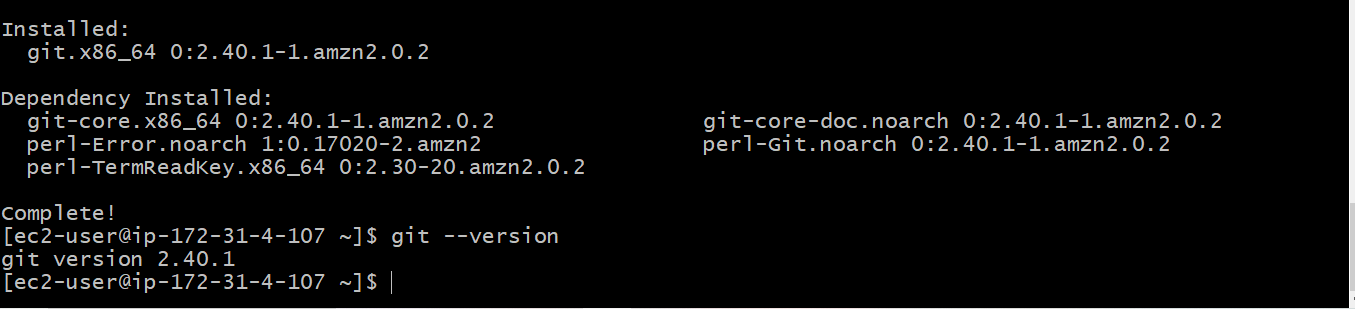 Installed:
  git.x86_64 0:2.40.1-1.amzn2.0.2
Dependency Installed:
  git-core.x86_64 0:2.40.1-1.amzn2.0.2                git-core-doc.noarch 0:2.40.1-1.amzn2.0.2
  perl-Error.noarch 1:0.17020-2.amzn2                 perl-Git.noarch 0:2.40.1-1.amzn2.0.2
  perl-TermReadKey.x86_64 0:2.30-20.amzn2.0.2
Complete!
[ec2-user@ip-172-31-4-107 ~]$ git --version
git version 2.40.1
[ec2-user@ip-172-31-4-107 ~]$